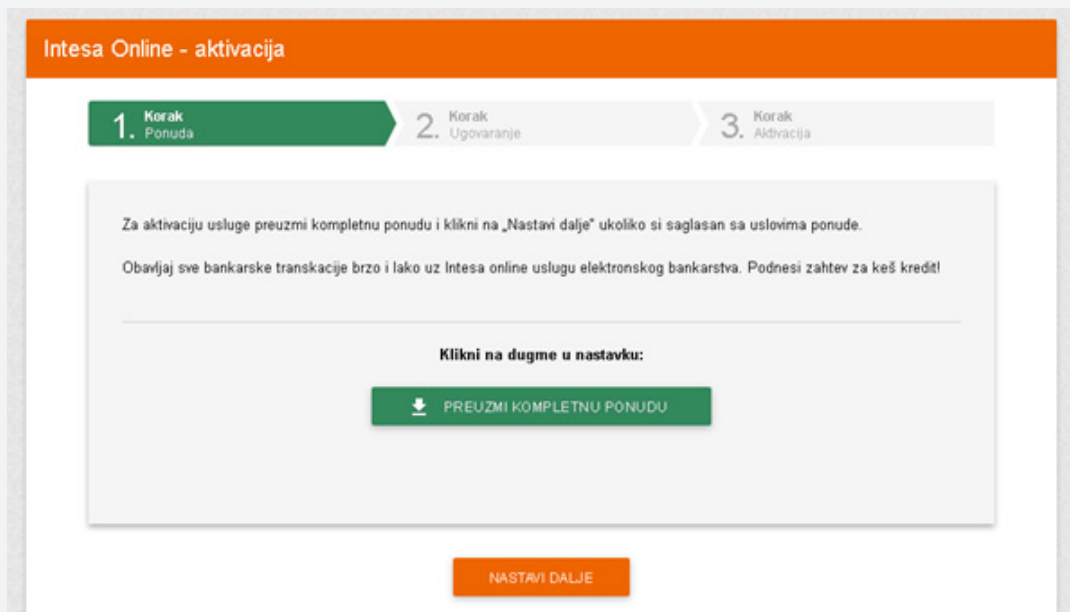 Intesa Online - aktivacija
1. Korak
Ponuda
2. Korak
Ugovaranje
3. Korak
Aktivacija
Za aktivaciju usluge preuzmi kompletnu ponudu i klikni na „Nastavi dalje" ukoliko si saglasan sa uslovima ponude.
Obavljaj sve bankarske transkacije brzo i lako uz Intesa online uslugu elektronskog bankarstva. Podnesi zahtev za keš kredit!
Klikni na dugme u nastavku:
PREUZMI KOMPLETNU PONUDU
NASTAVI DALJE